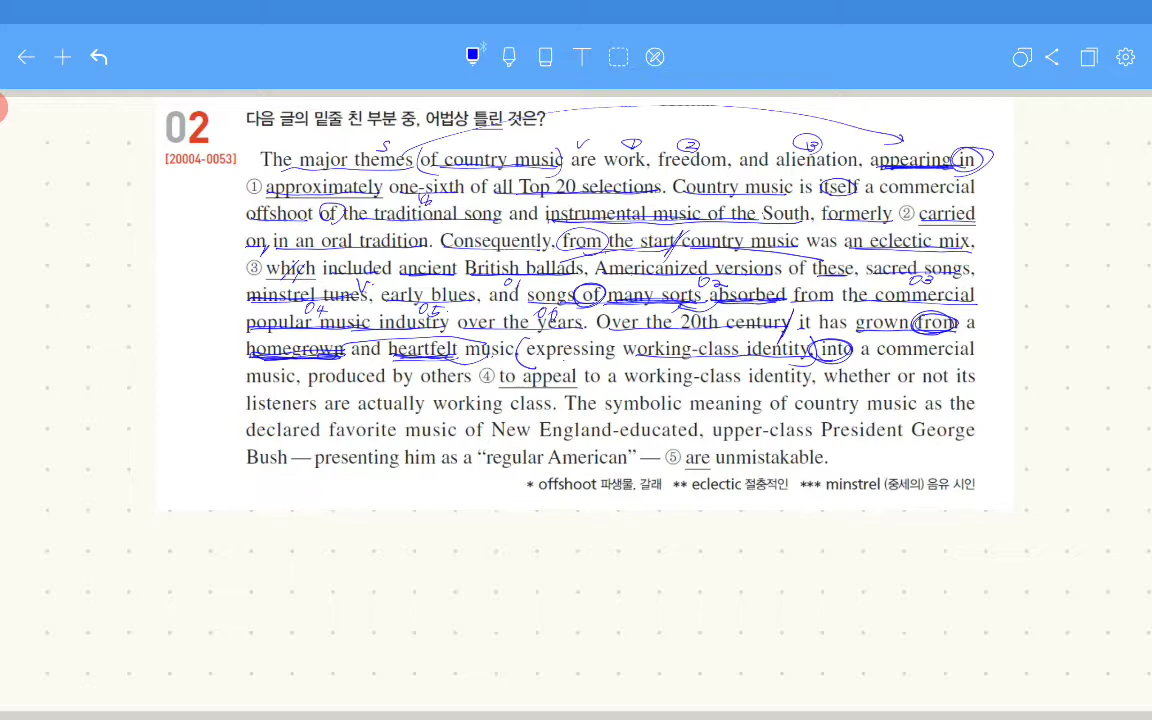 02 다음 글의 밑줄 친 부분 중, 어법상 틀린 것은?
[20004-0053]
S V ① ② ③
The major themes of country music are work, freedom, and alienation, appearing in
① approximately one-sixth of all Top 20 selections. Country music is itself a commercial
offshoot of the traditional song and instrumental music of the South, formerly ② carried
on in an oral tradition. Consequently, from the start country music was an eclectic mix,
③ which included ancient British ballads, Americanized versions of these, sacred songs,
V 01 02 03
minstrel tunes, early blues, and songs of many sorts absorbed from the commercial
04 05 06
popular music industry over the years. Over the 20th century it has grown from a
homegrown and heartfelt music, expressing working-class identity, into a commercial
music, produced by others ④ to appeal to a working-class identity, whether or not its
listeners are actually working class. The symbolic meaning of country music as the
declared favorite music of New England-educated, upper-class President George
Bush — presenting him as a “regular American” — ⑤ are unmistakable.
* offshoot 파생물, 갈래 ** eclectic 절충적인 *** minstrel (중세의) 음유 시인